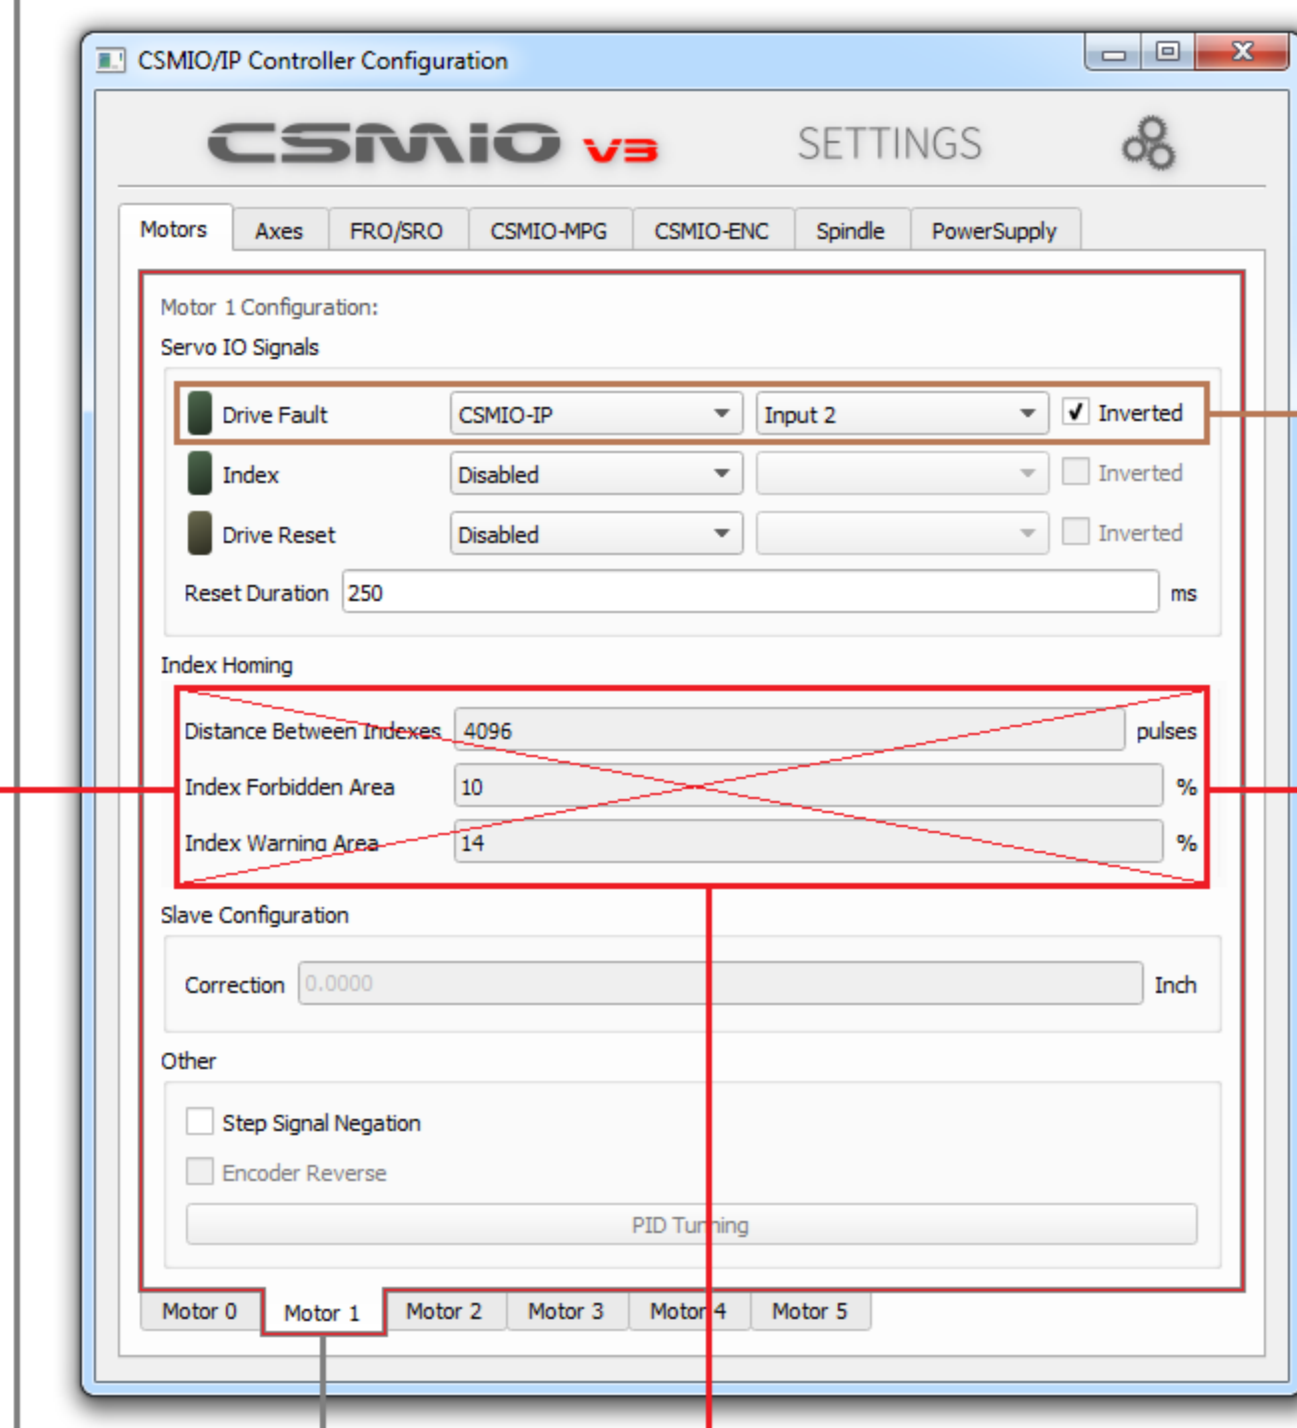 CSMIO/IP Controller Configuration
CSMIO V3 SETTINGS
Motors Axes FRO/SRO CSMIO-MPG CSMIO-ENC Spindle PowerSupply
Motor 1 Configuration:
Servo IO Signals
Drive Fault CSMIO-IP Input 2 Inverted
Index Disabled Inverted
Drive Reset Disabled Inverted
Reset Duration 250 ms
Index Homing
Distance Between Indexes 4096 pulses
Index Forbidden Area 10 %
Index Warning Area 14 %
Slave Configuration
Correction 0.0000 Inch
Other
Step Signal Negation
Encoder Reverse
PID Tunning
Motor 0 Motor 1 Motor 2 Motor 3 Motor 4 Motor 5